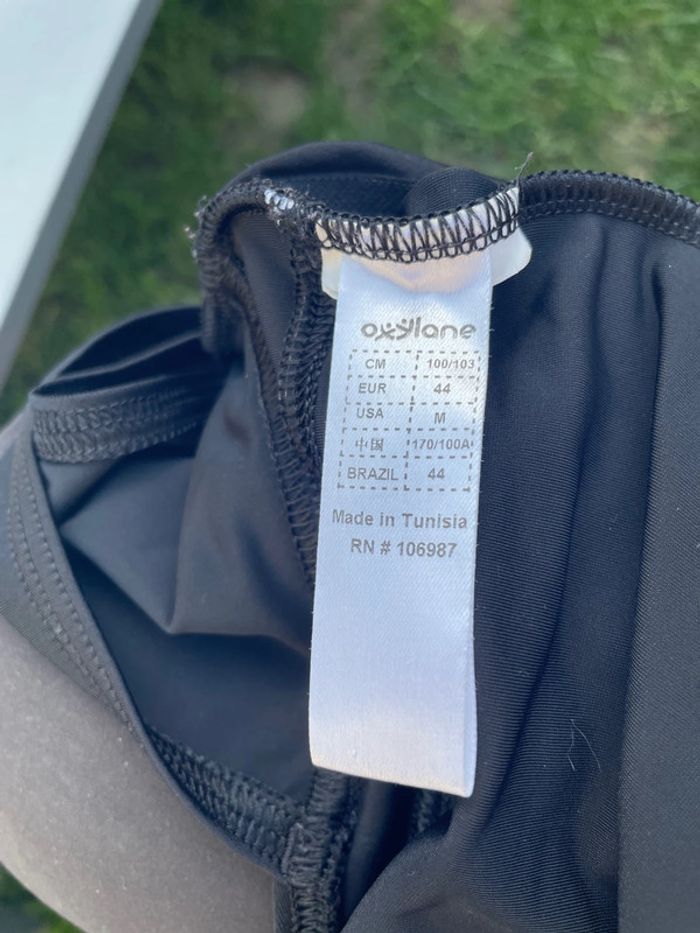 oxylane
CM 100/103
EUR 44
USA M
中国 170/100A
BRAZIL 44
Made in Tunisia
RN # 106987